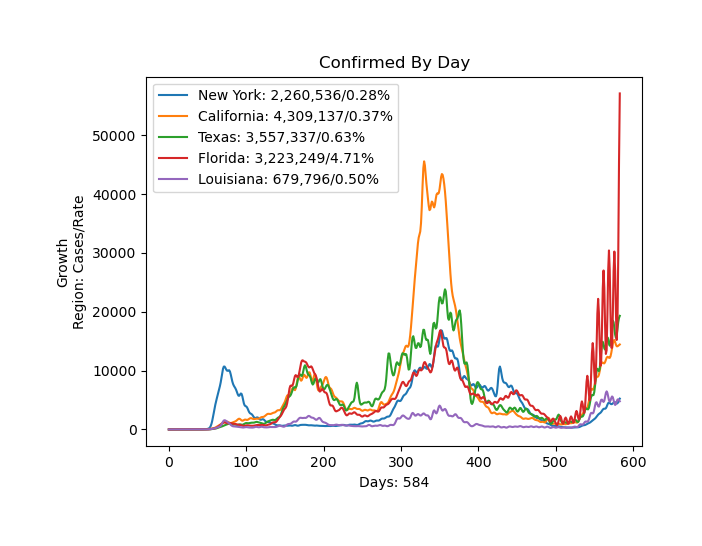 Confirmed By Day
New York: 2,260,536/0.28%
California: 4,309,137/0.37%
Texas: 3,557,337/0.63%
Florida: 3,223,249/4.71%
Louisiana: 679,796/0.50%
Growth
Region: Cases/Rate
50000
40000
30000
20000
10000
0
0 100 200 300 400 500 600
Days: 584